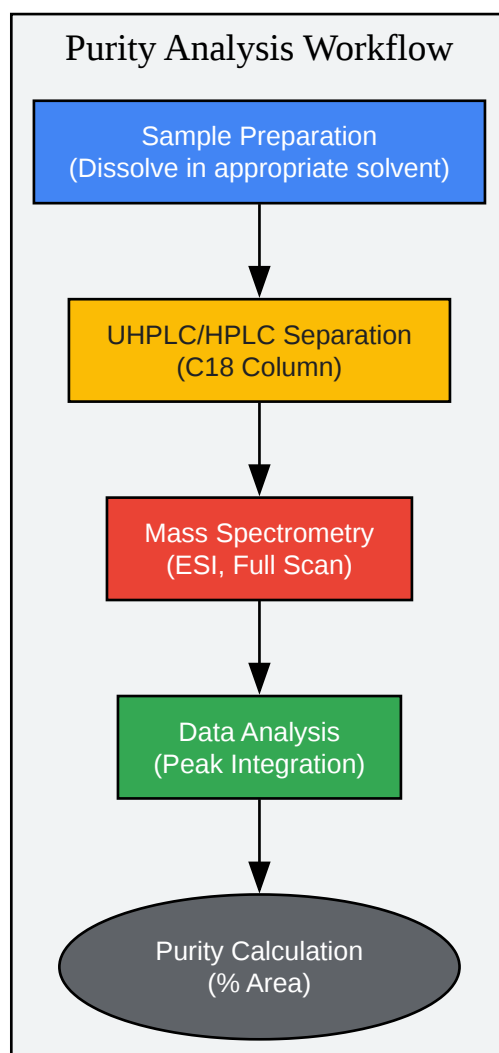 Purity Analysis Workflow
Sample Preparation
(Dissolve in appropriate solvent)
UHPLC/HPLC Separation
(C18 Column)
Mass Spectrometry
(ESI, Full Scan)
Data Analysis
(Peak Integration)
Purity Calculation
(% Area)